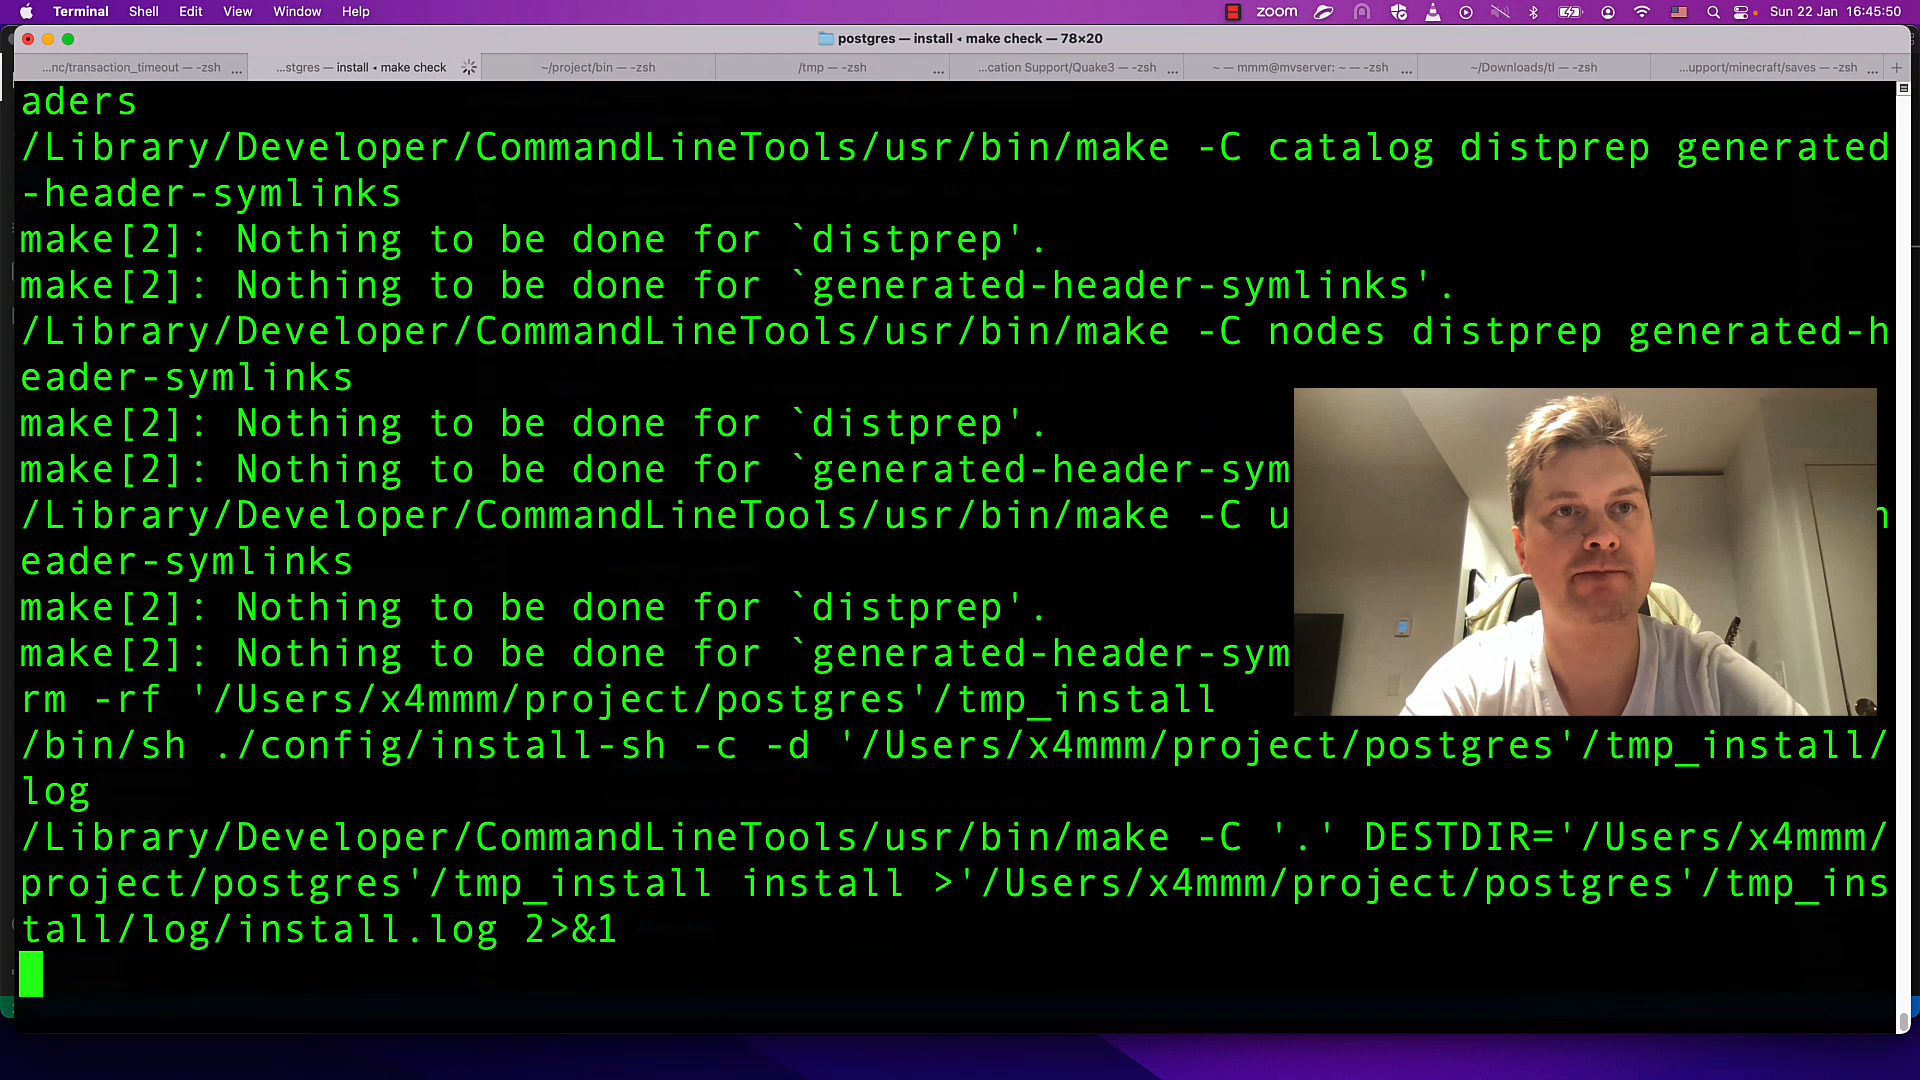 Terminal Shell Edit View Window Help zoom Sun 22 Jan 16:45:50
postgres — install ◂ make check — 78×20
...nc/transaction_timeout — -zsh ... ...stgres — install ◂ make check ~/project/bin — -zsh /tmp — -zsh ... ...cation Support/Quake3 — -zsh ... ~ — mmm@mvserver: ~ — -zsh ... ~/Downloads/tl — -zsh ...upport/minecraft/saves — -zsh ... +
aders
/Library/Developer/CommandLineTools/usr/bin/make -C catalog distprep generated
-header-symlinks
make[2]: Nothing to be done for `distprep'.
make[2]: Nothing to be done for `generated-header-symlinks'.
/Library/Developer/CommandLineTools/usr/bin/make -C nodes distprep generated-h
eader-symlinks
make[2]: Nothing to be done for `distprep'.
make[2]: Nothing to be done for `generated-header-sym
/Library/Developer/CommandLineTools/usr/bin/make -C u
eader-symlinks
make[2]: Nothing to be done for `distprep'.
make[2]: Nothing to be done for `generated-header-sym
rm -rf '/Users/x4mmm/project/postgres'/tmp_install
/bin/sh ./config/install-sh -c -d '/Users/x4mmm/project/postgres'/tmp_install/
log
/Library/Developer/CommandLineTools/usr/bin/make -C '.' DESTDIR='/Users/x4mmm/
project/postgres'/tmp_install install >'/Users/x4mmm/project/postgres'/tmp_ins
tall/log/install.log 2>&1